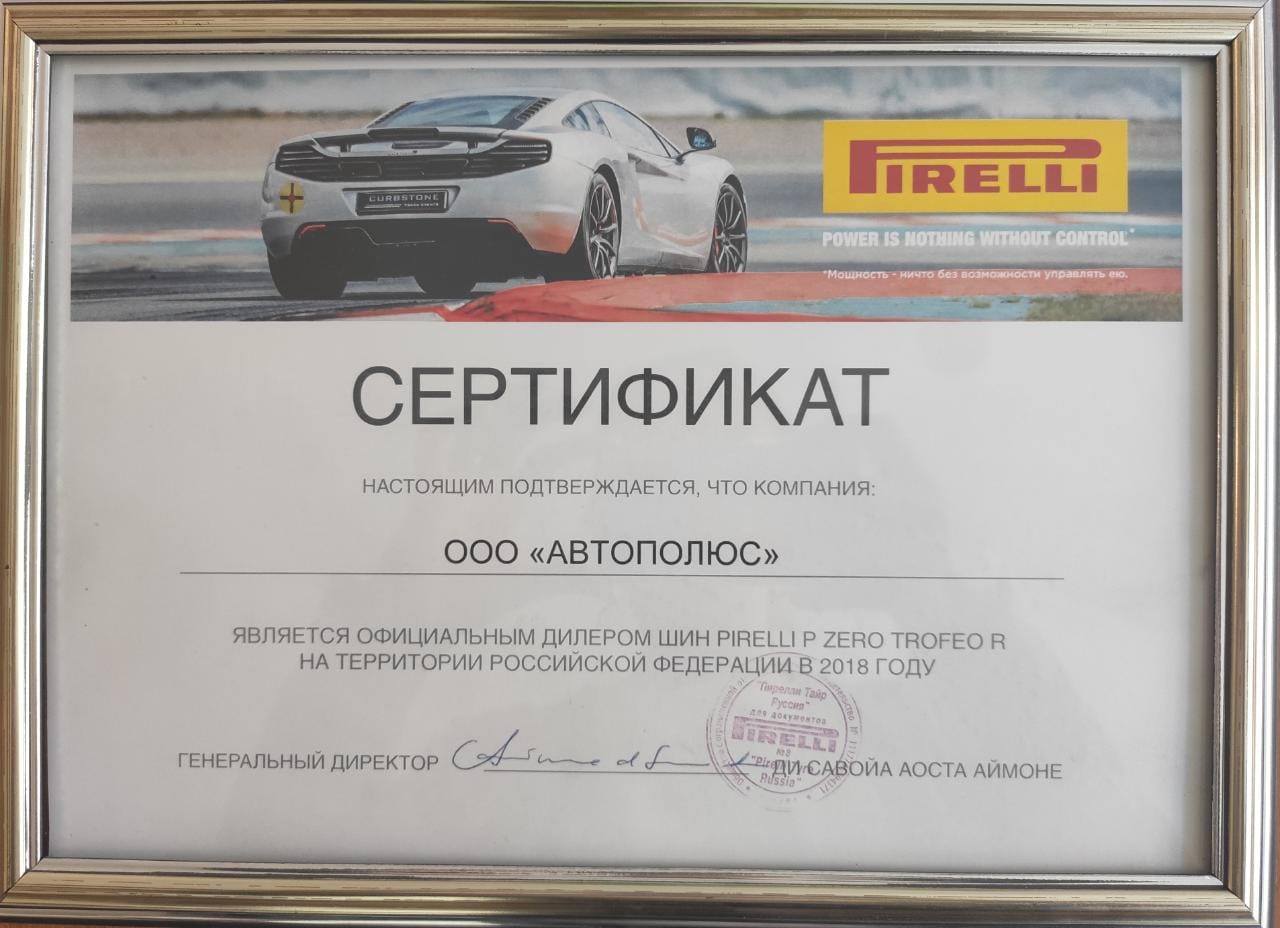 CURBSTONE
PIRELLI
POWER IS NOTHING WITHOUT CONTROL*
*Мощность - ничто без возможности управлять ею.
СЕРТИФИКАТ
НАСТОЯЩИМ ПОДТВЕРЖДАЕТСЯ, ЧТО КОМПАНИЯ:
ООО «АВТОПОЛЮС»
ЯВЛЯЕТСЯ ОФИЦИАЛЬНЫМ ДИЛЕРОМ ШИН PIRELLI P ZERO TROFEO R
НА ТЕРРИТОРИИ РОССИЙСКОЙ ФЕДЕРАЦИИ В 2018 ГОДУ
"Пирелли Тайр
Руссия"
для документов
PIRELLI
№2
"Pirelli Tyre
Russia"
ГЕНЕРАЛЬНЫЙ ДИРЕКТОР ДИ САВОЙА АОСТА АЙМОНЕ